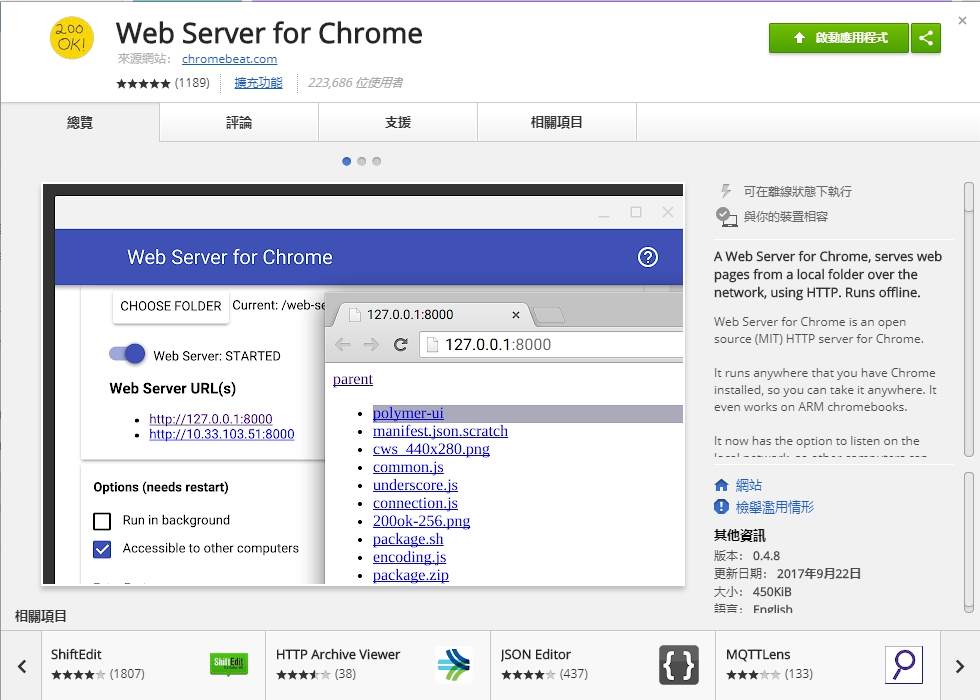 200 OK!
Web Server for Chrome
來源網站： chromebeat.com
★★★★★ (1189) 擴充功能 223,686 位使用者
啟動應用程式
總覽 評論 支援 相關項目
Web Server for Chrome
CHOOSE FOLDER Current: /web-se
Web Server: STARTED
Web Server URL(s)
http://127.0.0.1:8000
http://10.33.103.51:8000
Options (needs restart)
Run in background
Accessible to other computers
127.0.0.1:8000
127.0.0.1:8000
parent
polymer-ui
manifest.json.scratch
cws_440x280.png
common.js
underscore.js
connection.js
200ok-256.png
package.sh
encoding.js
package.zip
可在離線狀態下執行
與你的裝置相容
A Web Server for Chrome, serves web
pages from a local folder over the
network, using HTTP. Runs offline.
Web Server for Chrome is an open
source (MIT) HTTP server for Chrome.
It runs anywhere that you have Chrome
installed, so you can take it anywhere. It
even works on ARM chromebooks.
It now has the option to listen on the
local network, so other computers can
網站
檢舉濫用情形
其他資訊
版本： 0.4.8
更新日期： 2017年9月22日
大小： 450KiB
語言： English
相關項目
ShiftEdit
★★★★☆ (1807)
ShiftEdit
HTTP Archive Viewer
★★★★☆ (38)
JSON Editor
★★★★☆ (437)
{ }
MQTTLens
★★★☆☆ (133)